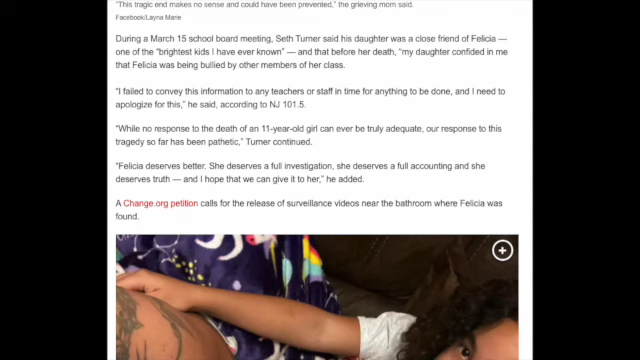 "This tragic end makes no sense and could have been prevented," the grieving mom said.
Facebook/Layna Marie
During a March 15 school board meeting, Seth Turner said his daughter was a close friend of Felicia —
one of the "brightest kids I have ever known" — and that before her death, "my daughter confided in me
that Felicia was being bullied by other members of her class.
"I failed to convey this information to any teachers or staff in time for anything to be done, and I need to
apologize for this," he said, according to NJ 101.5.
"While no response to the death of an 11-year-old girl can ever be truly adequate, our response to this
tragedy so far has been pathetic," Turner continued.
"Felicia deserves better. She deserves a full investigation, she deserves a full accounting and she
deserves truth — and I hope that we can give it to her," he added.
A Change.org petition calls for the release of surveillance videos near the bathroom where Felicia was
found.